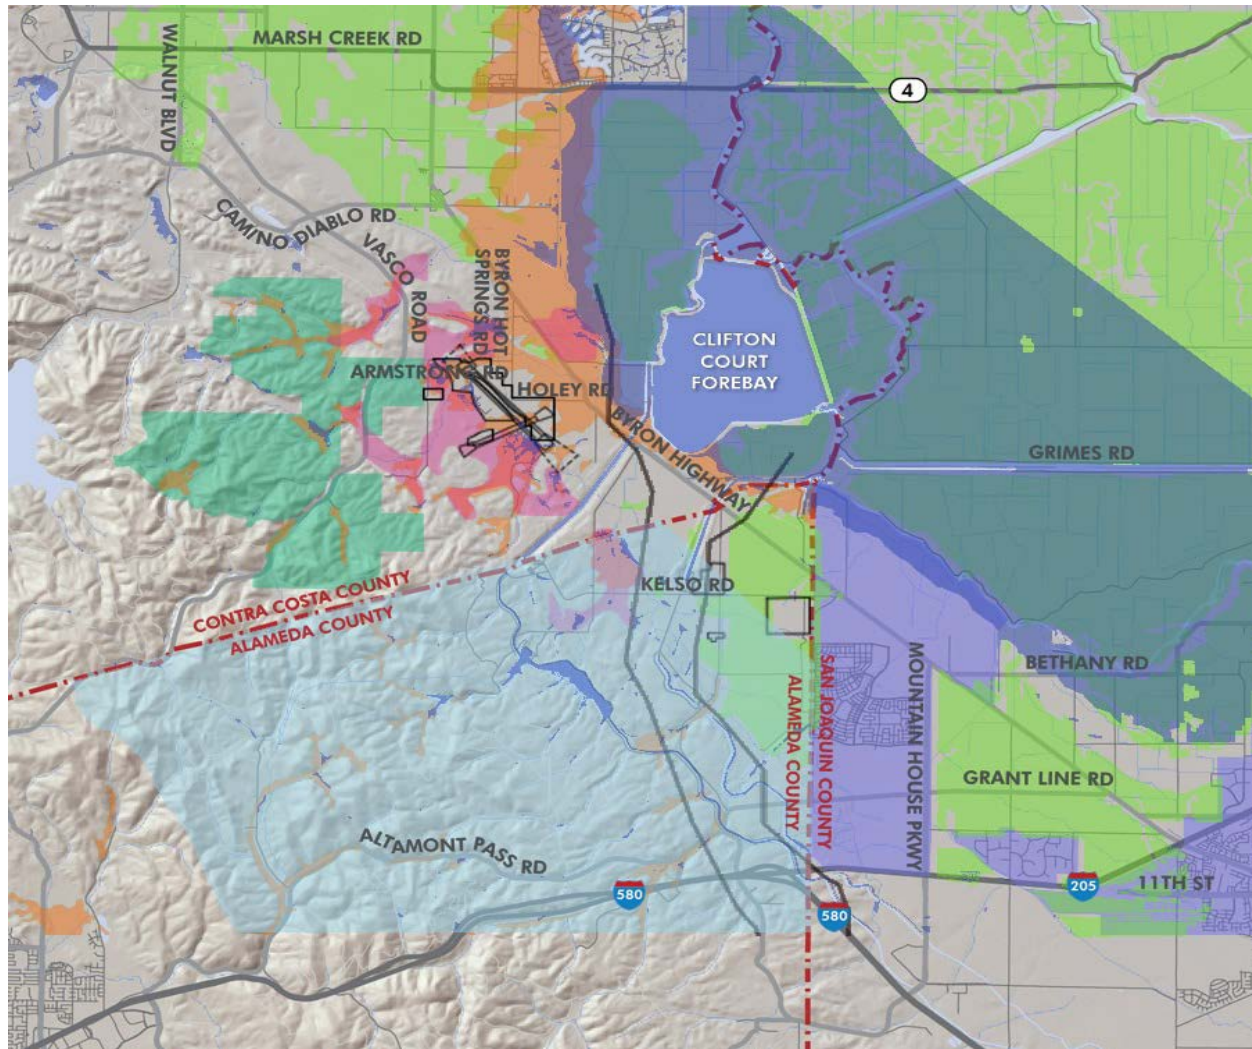 MARSH CREEK RD
WALNUT BLVD
4
CAMINO DIABLO RD
VASCO ROAD
BYRON HOT
SPRINGS RD
ARMSTRONG RD
HOLEY RD
CLIFTON
COURT
FOREBAY
BYRON HIGHWAY
GRIMES RD
KELSO RD
CONTRA COSTA COUNTY
ALAMEDA COUNTY
SAN JOAQUIN COUNTY
ALAMEDA COUNTY
MOUNTAIN HOUSE PKWY
BETHANY RD
GRANT LINE RD
ALTAMONT PASS RD
580
580
205
11TH ST